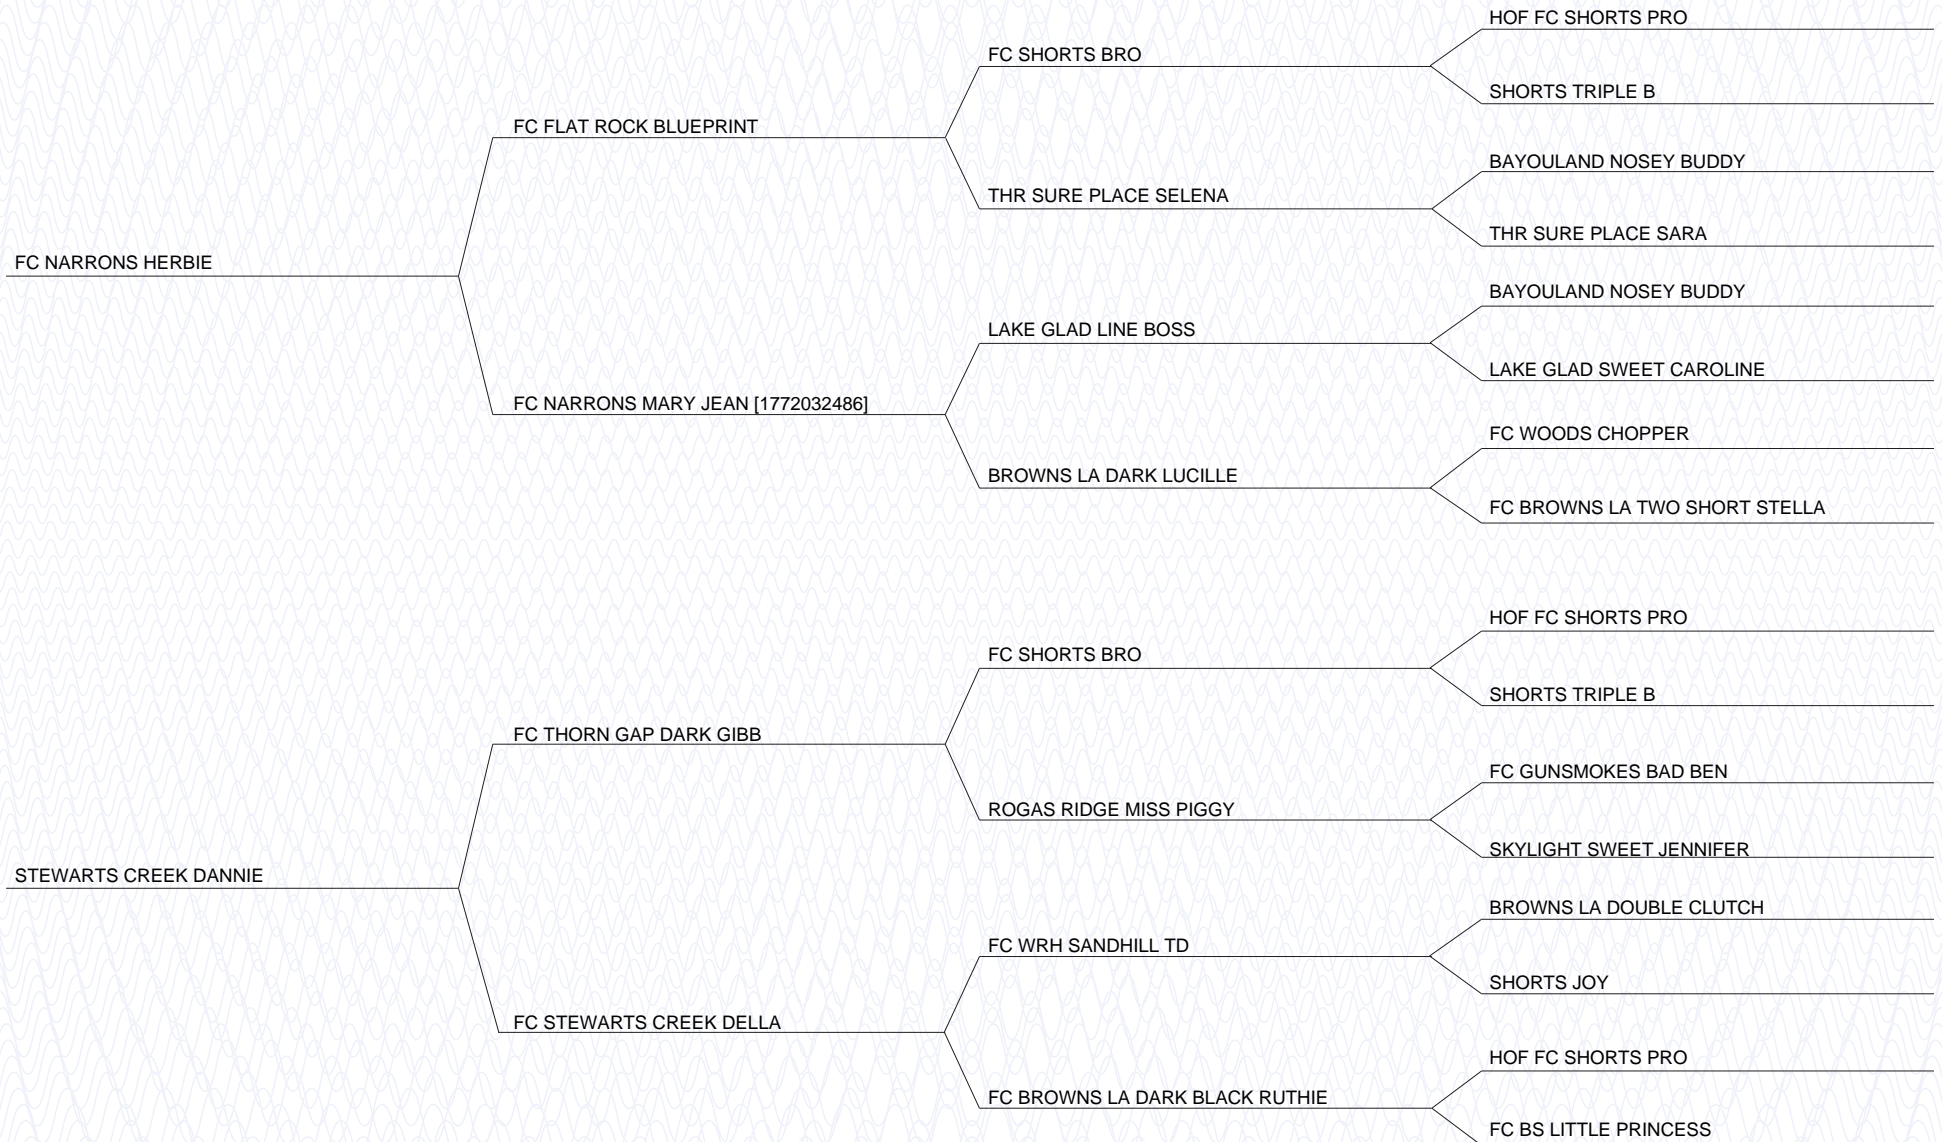 HOF FC SHORTS PRO
FC SHORTS BRO
SHORTS TRIPLE B
FC FLAT ROCK BLUEPRINT
BAYOULAND NOSEY BUDDY
THR SURE PLACE SELENA
THR SURE PLACE SARA
FC NARRONS HERBIE
BAYOULAND NOSEY BUDDY
LAKE GLAD LINE BOSS
LAKE GLAD SWEET CAROLINE
FC NARRONS MARY JEAN [1772032486]
FC WOODS CHOPPER
BROWNS LA DARK LUCILLE
FC BROWNS LA TWO SHORT STELLA
HOF FC SHORTS PRO
FC SHORTS BRO
SHORTS TRIPLE B
FC THORN GAP DARK GIBB
FC GUNSMOKES BAD BEN
ROGAS RIDGE MISS PIGGY
SKYLIGHT SWEET JENNIFER
STEWARTS CREEK DANNIE
BROWNS LA DOUBLE CLUTCH
FC WRH SANDHILL TD
SHORTS JOY
FC STEWARTS CREEK DELLA
HOF FC SHORTS PRO
FC BROWNS LA DARK BLACK RUTHIE
FC BS LITTLE PRINCESS